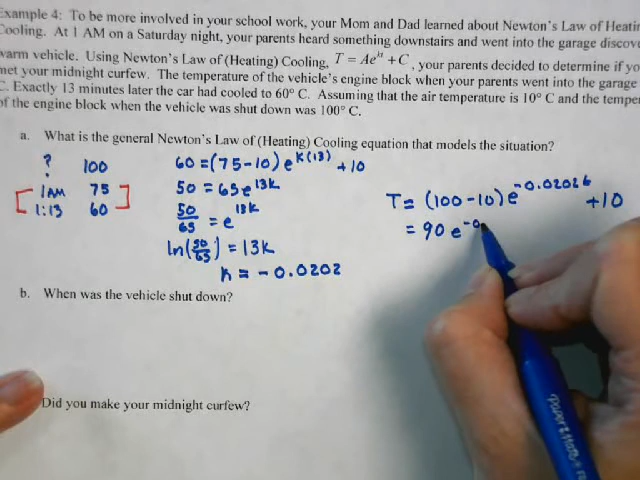 Example 4: To be more involved in your school work, your Mom and Dad learned about Newton's Law of Heatin
Cooling. At 1 AM on a Saturday night, your parents heard something downstairs and went into the garage discove
warm vehicle. Using Newton's Law of (Heating) Cooling, T = Ae^{kt} + C, your parents decided to determine if yo
met your midnight curfew. The temperature of the vehicle's engine block when your parents went into the garage
C. Exactly 13 minutes later the car had cooled to 60° C. Assuming that the air temperature is 10° C and the temper
of the engine block when the vehicle was shut down was 100° C.
a. What is the general Newton's Law of (Heating) Cooling equation that models the situation?
? 100
1AM 75
1:13 60
60 = (75-10) e^{k(13)} + 10
50 = 65e^{13k}
50/65 = e^{13k}
ln(50/65) = 13k
k = -0.0202
T = (100-10) e^{-0.0202t} + 10
= 90 e^{-0
b. When was the vehicle shut down?
Did you make your midnight curfew?